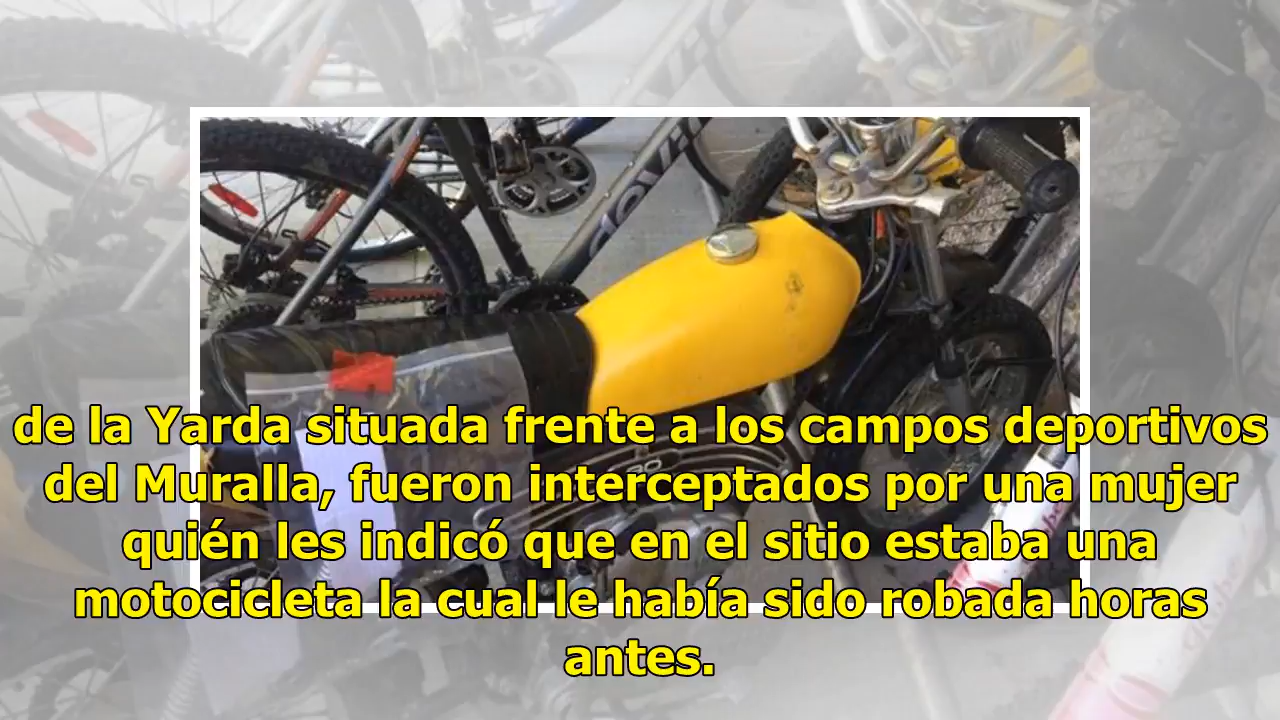 de la Yarda situada frente a los campos deportivos
del Muralla, fueron interceptados por una mujer
quién les indicó que en el sitio estaba una
motocicleta la cual le había sido robada horas
antes.
80